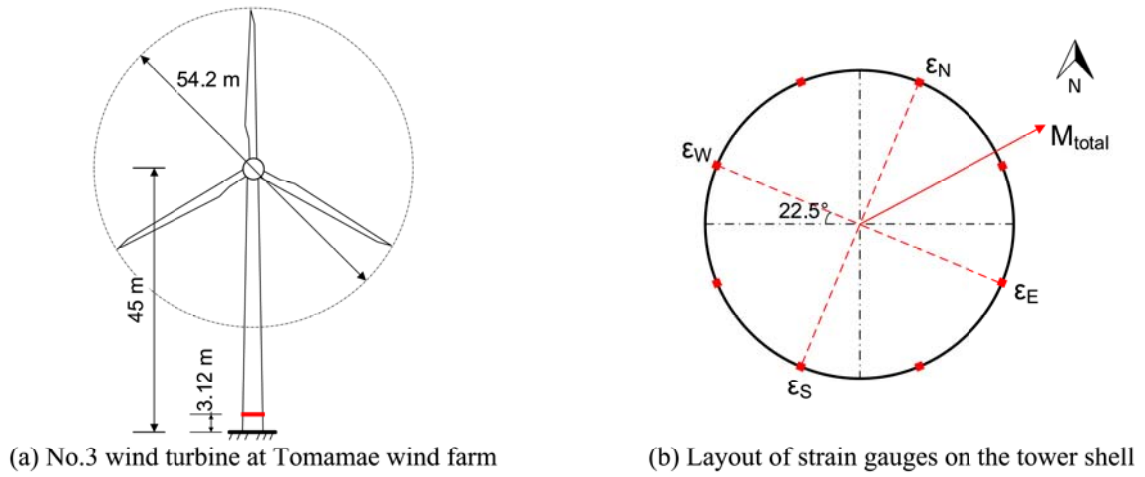 54.2 m
45 m
3.12 m
(a) No.3 wind turbine at Tomamae wind farm
εN
N
Mtotal
εW
22.5°
εE
εS
(b) Layout of strain gauges on the tower shell